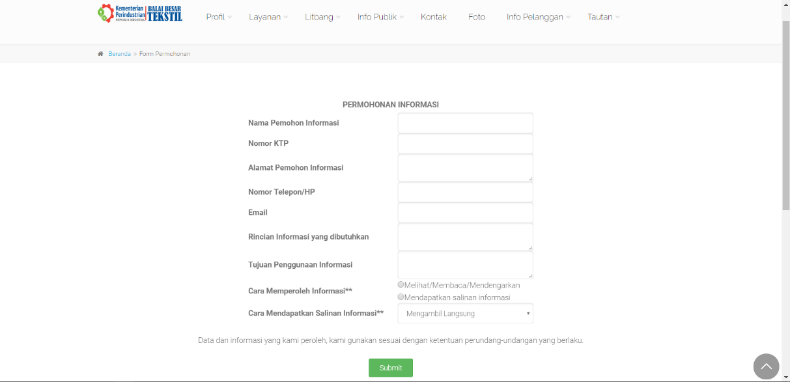 Kementerian
Perindustrian
REPUBLIK INDONESIA
BALAI BESAR
TEKSTIL
Profil
Layanan
Litbang
Info Publik
Kontak
Foto
Info Pelanggan
Tautan
Beranda > Form Permohonan
PERMOHONAN INFORMASI
Nama Pemohon Informasi
Nomor KTP
Alamat Pemohon Informasi
Nomor Telepon/HP
Email
Rincian Informasi yang dibutuhkan
Tujuan Penggunaan Informasi
Cara Memperoleh Informasi**
Melihat/Membaca/Mendengarkan
Mendapatkan salinan informasi
Cara Mendapatkan Salinan Informasi**
Mengambil Langsung
Data dan informasi yang kami peroleh, kami gunakan sesuai dengan ketentuan perundang-undangan yang berlaku.
Submit